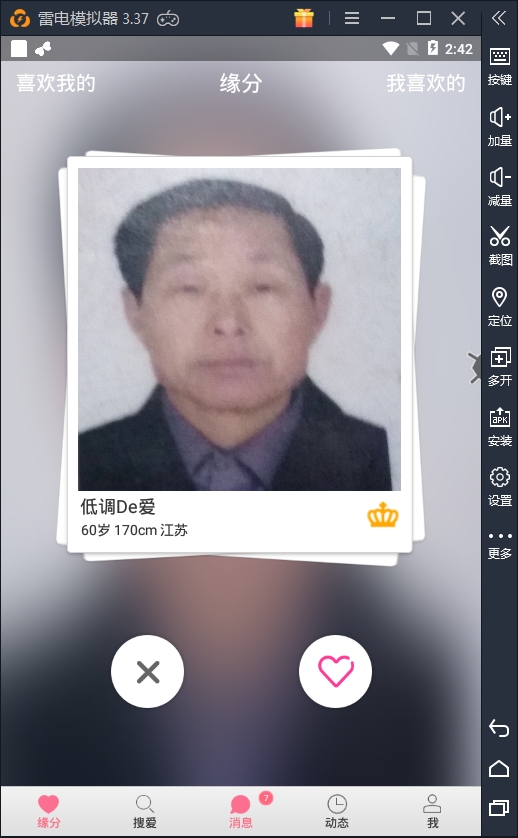 雷电模拟器 3.37
2:42
喜欢我的 缘分 我喜欢的
低调De爱
60岁 170cm 江苏
缘分 搜爱 消息 7 动态 我
按键
加量
减量
截图
定位
多开
APK
安装
设置
更多